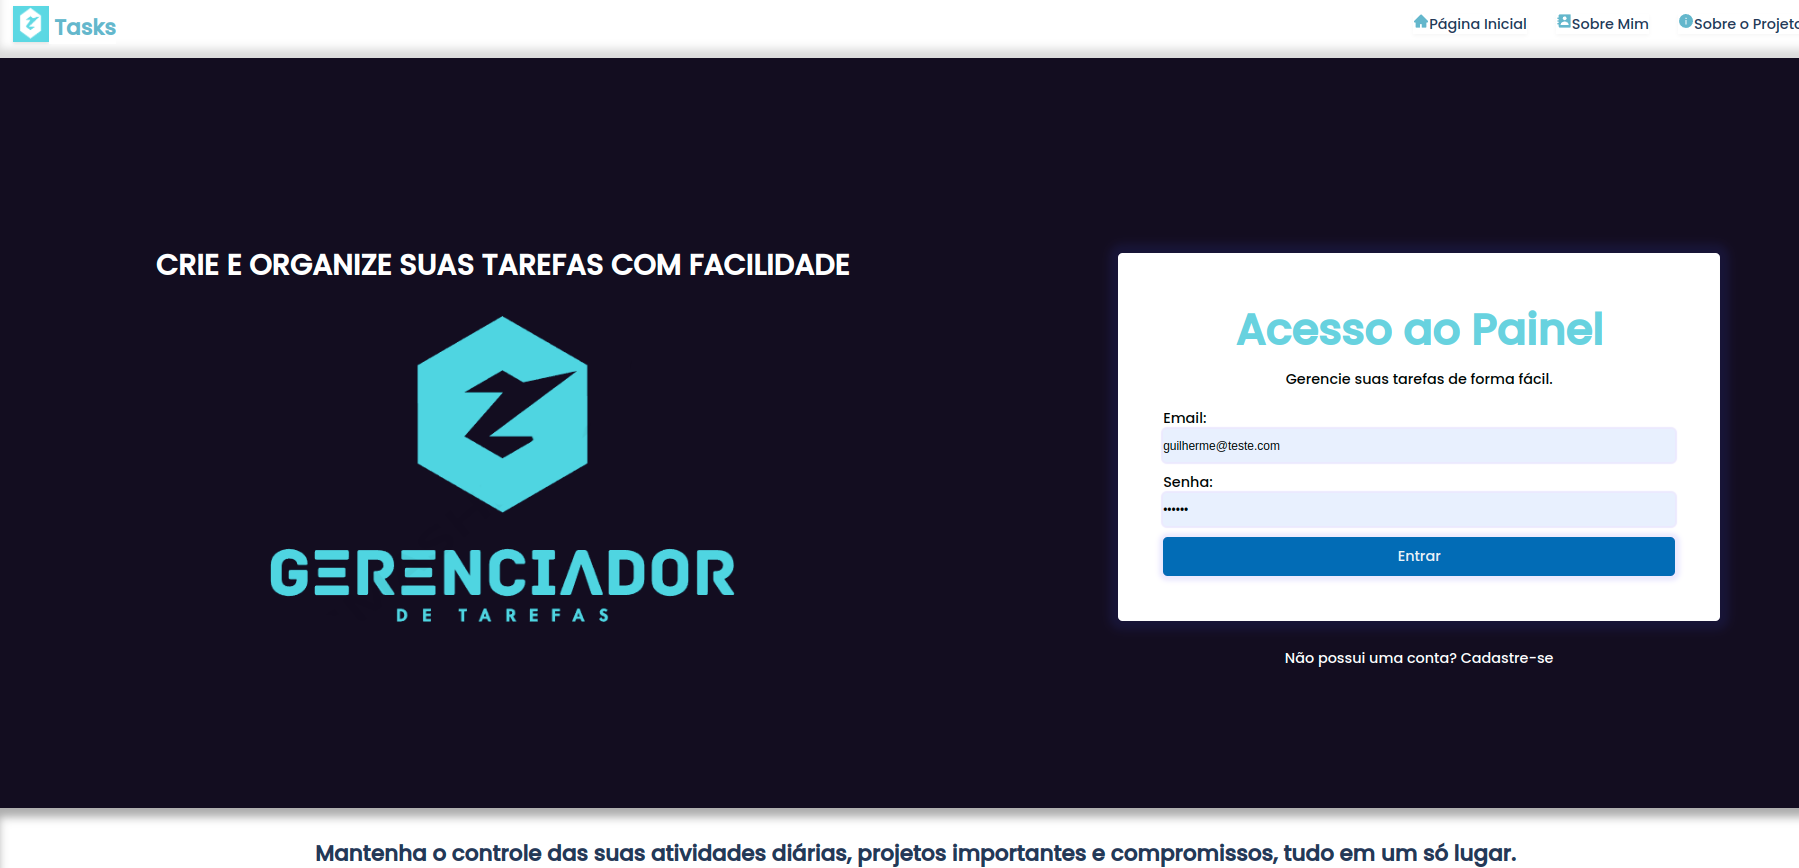 Tasks
Página Inicial
Sobre Mim
Sobre o Projeto
CRIE E ORGANIZE SUAS TAREFAS COM FACILIDADE
GERENCIADOR
DE TAREFAS
Acesso ao Painel
Gerencie suas tarefas de forma fácil.
Email:
guilherme@teste.com
Senha:
••••••
Entrar
Não possui uma conta? Cadastre-se
Mantenha o controle das suas atividades diárias, projetos importantes e compromissos, tudo em um só lugar.